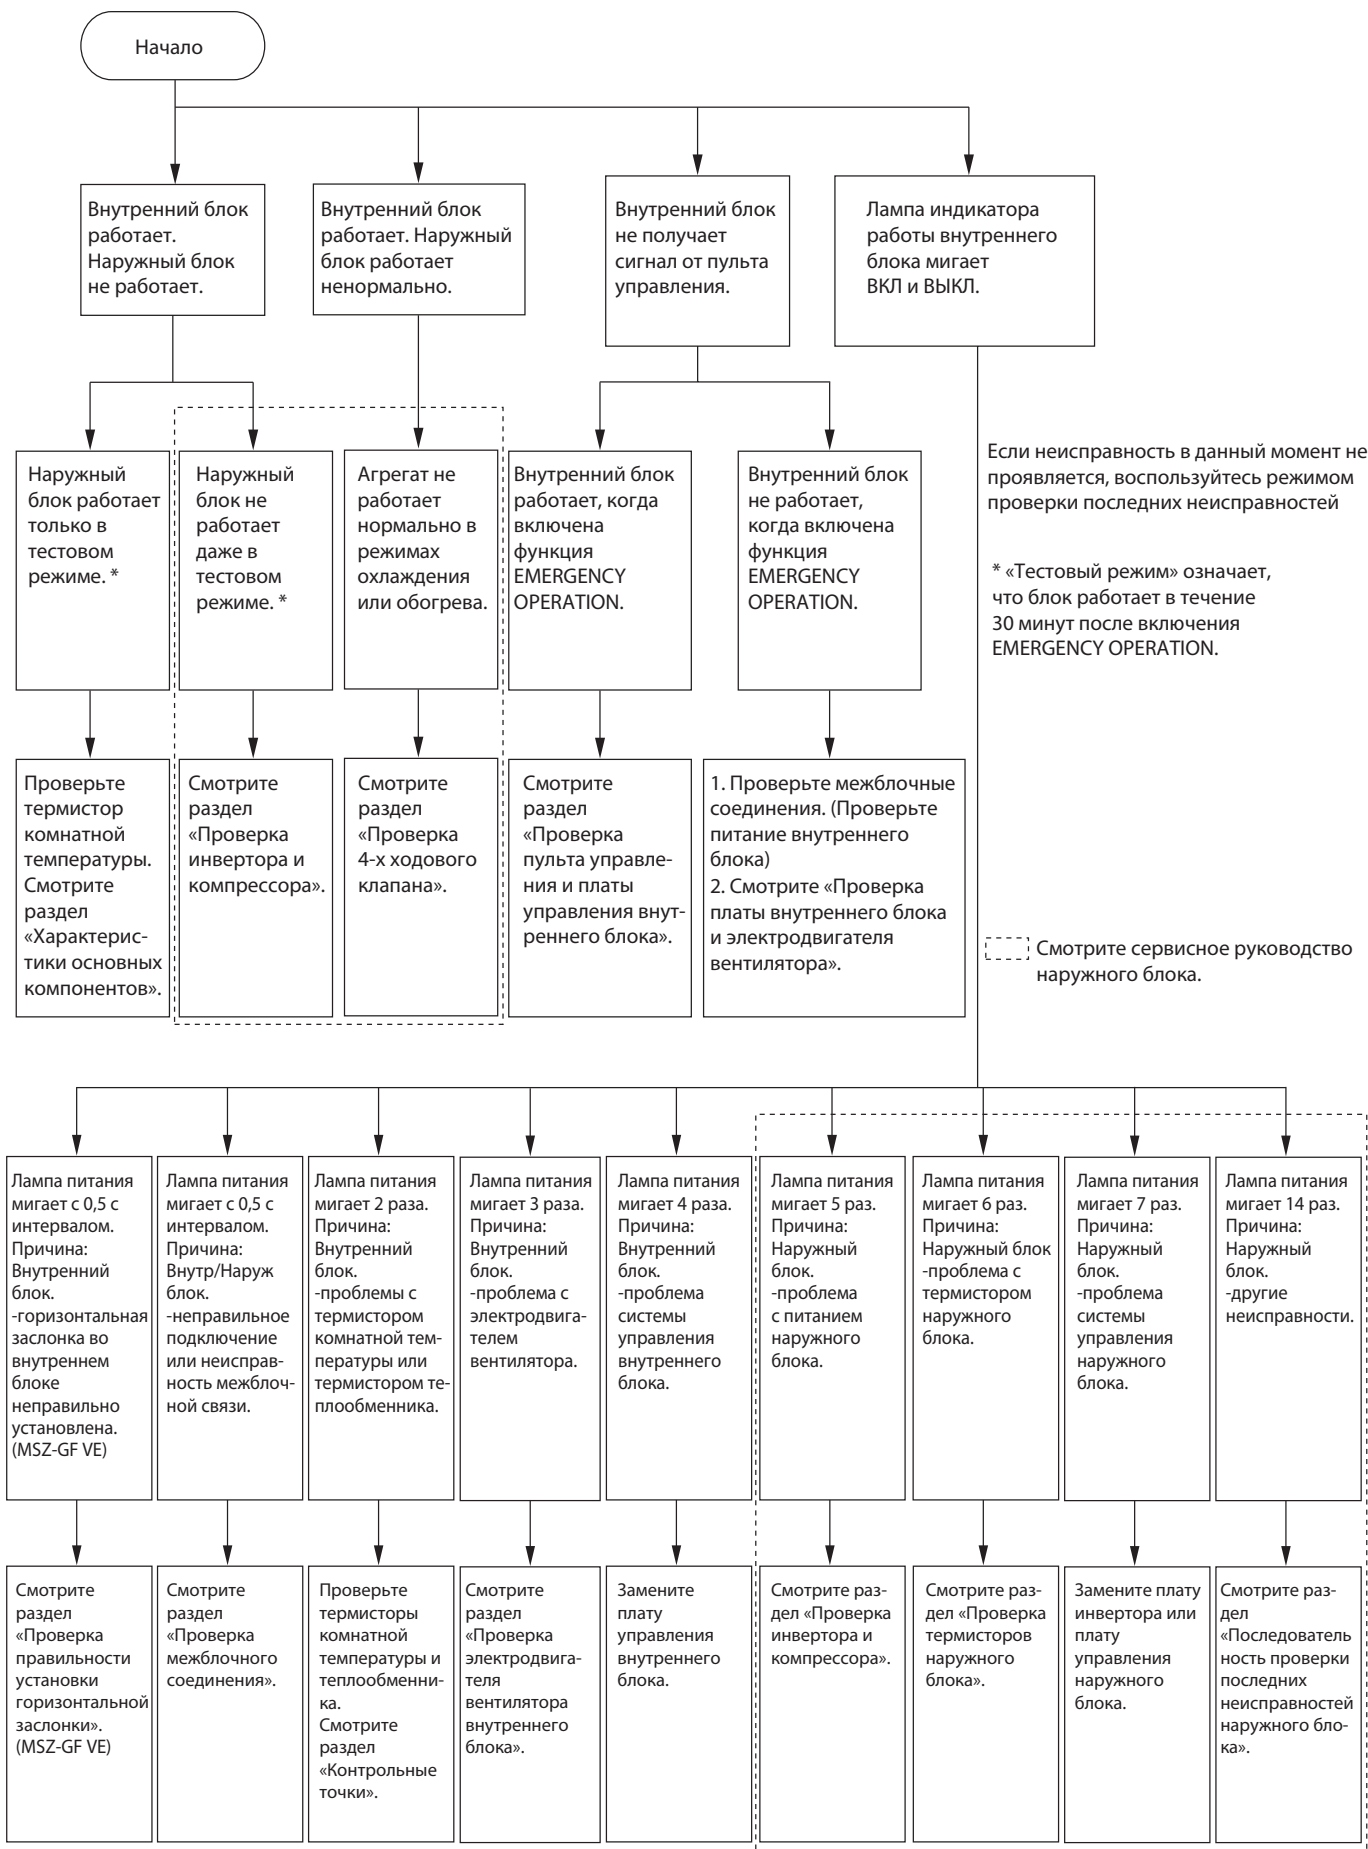 Начало
Внутренний блок
работает.
Наружный блок
не работает.
Внутренний блок
работает. Наружный
блок работает
ненормально.
Внутренний блок
не получает
сигнал от пульта
управления.
Лампа индикатора
работы внутреннего
блока мигает
ВКЛ и ВЫКЛ.
Наружный
блок работает
только в
тестовом
режиме. *
Наружный
блок не
работает
даже в
тестовом
режиме. *
Агрегат не
работает
нормально в
режимах
охлаждения
или обогрева.
Внутренний блок
работает, когда
включена
функция
EMERGENCY
OPERATION.
Внутренний блок
не работает,
когда включена
функция
EMERGENCY
OPERATION.
Если неисправность в данный момент не
проявляется, воспользуйтесь режимом
проверки последних неисправностей
* «Тестовый режим» означает,
что блок работает в течение
30 минут после включения
EMERGENCY OPERATION.
Проверьте
термистор
комнатной
температуры.
Смотрите
раздел
«Характерис-
тики основных
компонентов».
Смотрите
раздел
«Проверка
инвертора и
компрессора».
Смотрите
раздел
«Проверка
4-х ходового
клапана».
Смотрите
раздел
«Проверка
пульта управле-
ния и платы
управления внут-
реннего блока».
1. Проверьте межблочные
соединения. (Проверьте
питание внутреннего
блока)
2. Смотрите «Проверка
платы внутреннего блока
и электродвигателя
вентилятора».
Смотрите сервисное руководство
наружного блока.
Лампа питания
мигает с 0,5 с
интервалом.
Причина:
Внутренний
блок.
-горизонтальная
заслонка во
внутреннем
блоке
неправильно
установлена.
(MSZ-GF VE)
Лампа питания
мигает с 0,5 с
интервалом.
Причина:
Внутр/Наруж
блок.
-неправильное
подключение
или неисправ-
ность межблоч-
ной связи.
Лампа питания
мигает 2 раза.
Причина:
Внутренний
блок.
-проблемы с
термистором
комнатной тем-
пературы или
термистором те-
плообменника.
Лампа питания
мигает 3 раза.
Причина:
Внутренний
блок.
-проблема с
электродвига-
телем
вентилятора.
Лампа питания
мигает 4 раза.
Причина:
Внутренний
блок.
-проблема
системы
управления
внутреннего
блока.
Лампа питания
мигает 5 раз.
Причина:
Наружный
блок.
-проблема
с питанием
наружного
блока.
Лампа питания
мигает 6 раз.
Причина:
Наружный блок
-проблема с
термистором
наружного
блока.
Лампа питания
мигает 7 раз.
Причина:
Наружный
блок.
-проблема
системы
управления
наружного
блока.
Лампа питания
мигает 14 раз.
Причина:
Наружный
блок.
-другие
неисправности.
Смотрите
раздел
«Проверка
правильности
установки
горизонтальной
заслонки».
(MSZ-GF VE)
Смотрите
раздел
«Проверка
межблочного
соединения».
Проверьте
термисторы
комнатной
температуры и
теплообменни-
ка.
Смотрите
раздел
«Контрольные
точки».
Смотрите
раздел
«Проверка
электродвига-
теля
вентилятора
внутреннего
блока».
Замените
плату
управления
внутреннего
блока.
Смотрите раз-
дел «Проверка
инвертора и
компрессора».
Смотрите раз-
дел «Проверка
термисторов
наружного
блока».
Замените плату
инвертора или
плату
управления
наружного
блока.
Смотрите раз-
дел
«Последователь
ность проверки
последних
неисправностей
наружного бло-
ка».